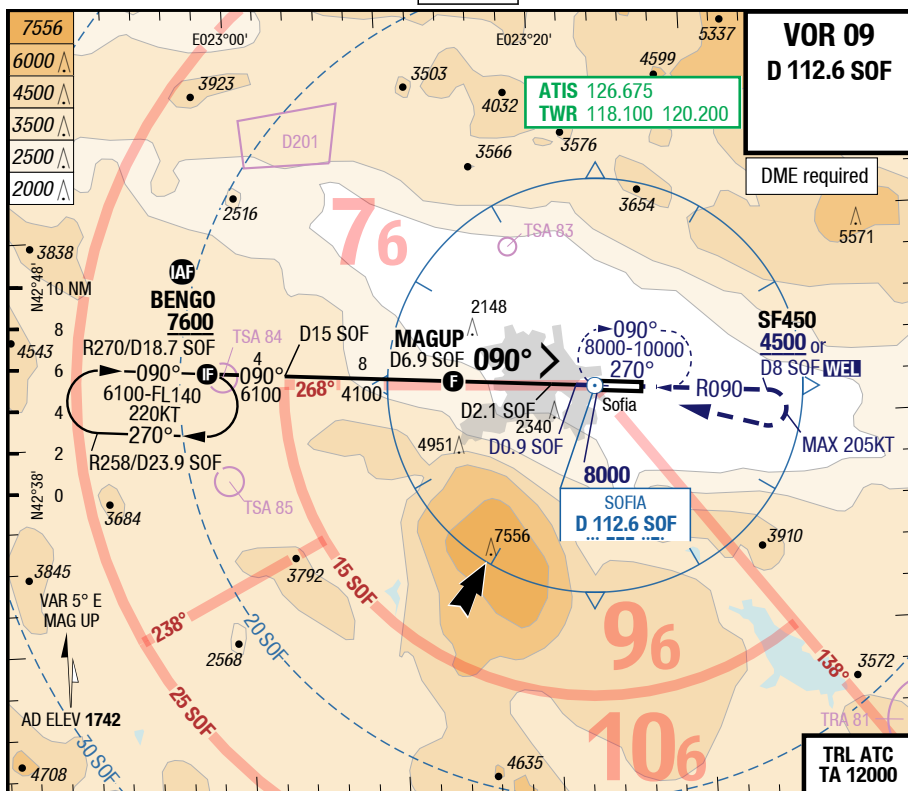 7556
6000
4500
3500
2500
2000
E023°00'
E023°20'
5337
VOR 09
D 112.6 SOF
DME required
ATIS 126.675
TWR 118.100 120.200
3923
3503
4032
4599
3576
3566
D201
2516
3654
5571
76
TSA 83
3838
N42°48'
10 NM
8
6
4
2
0
N42°38'
4543
IAF
BENGO
7600
R270/D18.7 SOF
090°
IF
6100-FL140
220KT
270°
R258/D23.9 SOF
TSA 84
4
090°
6100
D15 SOF
268°
8
4100
MAGUP
D6.9 SOF
F
2148
090°
D2.1 SOF
2340
D0.9 SOF
4951
Sofia
090°
8000-10000
270°
SF450
4500 or
D8 SOF WEL
R090
MAX 205KT
8000
SOFIA
D 112.6 SOF
TSA 85
3684
3845
3792
7556
3910
VAR 5° E
MAG UP
238°
2568
15 SOF
20 SOF
25 SOF
30 SOF
96
106
138°
3572
TRA 81
AD ELEV 1742
4708
4635
TRL ATC
TA 12000